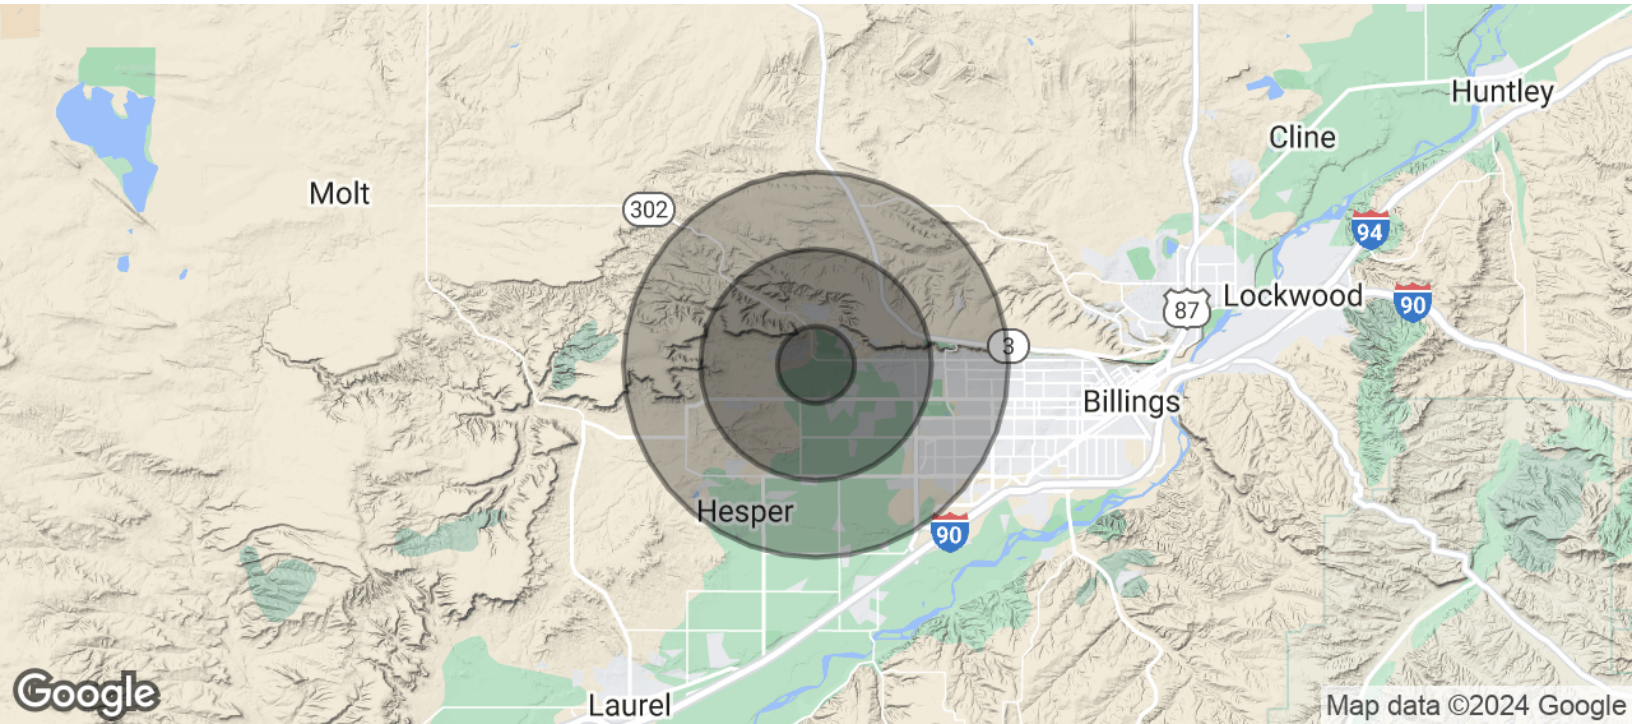 Huntley
Cline
Molt
302
94
90
Lockwood
87
3
Billings
Hesper
90
Laurel
Google
Map data ©2024 Google